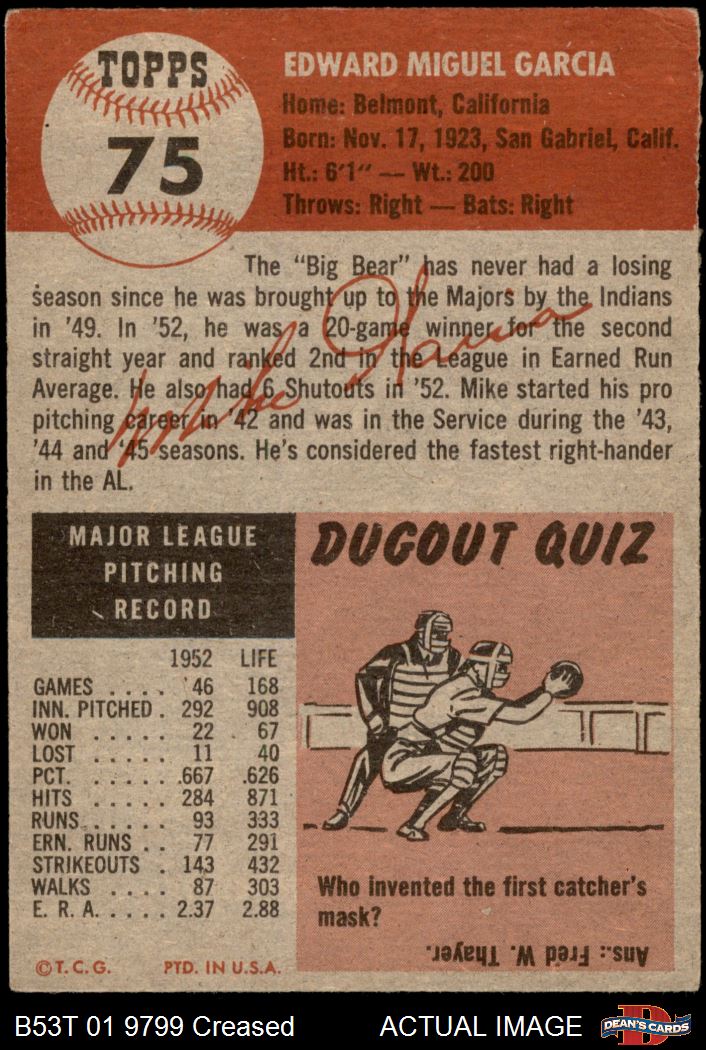 TOPPS
75
EDWARD MIGUEL GARCIA
Home: Belmont, California
Born: Nov. 17, 1923, San Gabriel, Calif.
Ht.: 6'1" — Wt.: 200
Throws: Right — Bats: Right
The "Big Bear" has never had a losing
season since he was brought up to the Majors by the Indians
in '49. In '52, he was a 20-game winner for the second
straight year and ranked 2nd in the League in Earned Run
Average. He also had 6 Shutouts in '52. Mike started his pro
pitching career in '42 and was in the Service during the '43,
'44 and '45 seasons. He's considered the fastest right-hander
in the AL.
Mike Garcia
MAJOR LEAGUE
PITCHING
RECORD
1952 LIFE
GAMES . . . . 46 168
INN. PITCHED . 292 908
WON . . . . . 22 67
LOST . . . . . 11 40
PCT. . . . . . .667 .626
HITS . . . . . 284 871
RUNS . . . . . 93 333
ERN. RUNS . . 77 291
STRIKEOUTS . 143 432
WALKS . . . . 87 303
E. R. A. . . . . 2.37 2.88
©T.C.G. PTD. IN U.S.A.
DUGOUT QUIZ
Who invented the first catcher's
mask?
Ans.: Fred W. Thayer.
B53T 01 9799 Creased
ACTUAL IMAGE
D
DEAN'S CARDS